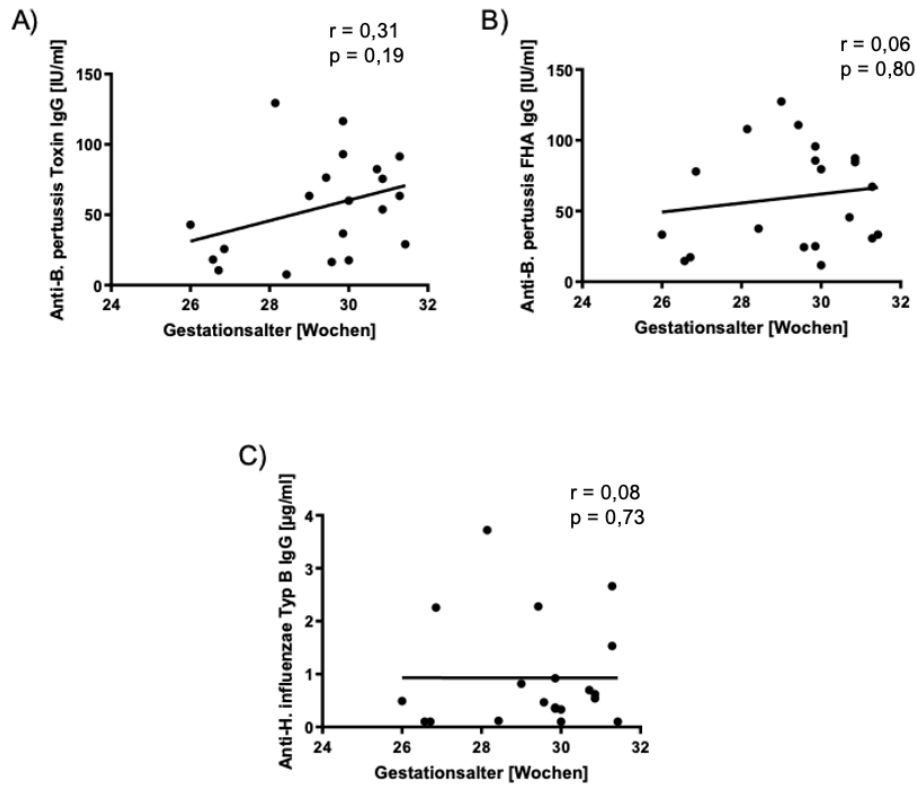 A)
r = 0,31
p = 0,19
Anti-B. pertussis Toxin IgG [IU/ml]
150
100
50
0
24 26 28 30 32
Gestationsalter [Wochen]
B)
r = 0,06
p = 0,80
Anti-B. pertussis FHA IgG [IU/ml]
150
100
50
0
24 26 28 30 32
Gestationsalter [Wochen]
C)
r = 0,08
p = 0,73
Anti-H. influenzae Typ B IgG [µg/ml]
4
3
2
1
0
24 26 28 30 32
Gestationsalter [Wochen]